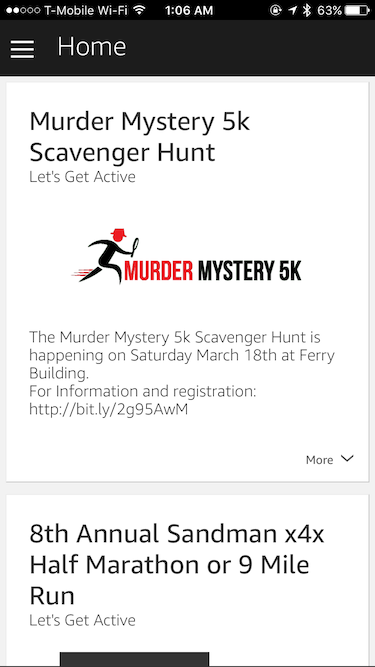 T-Mobile Wi-Fi 1:06 AM 63%
Home
Murder Mystery 5k
Scavenger Hunt
Let's Get Active
MURDER MYSTERY 5K
The Murder Mystery 5k Scavenger Hunt is
happening on Saturday March 18th at Ferry
Building.
For Information and registration:
http://bit.ly/2g95AwM
More
8th Annual Sandman x4x
Half Marathon or 9 Mile
Run
Let's Get Active